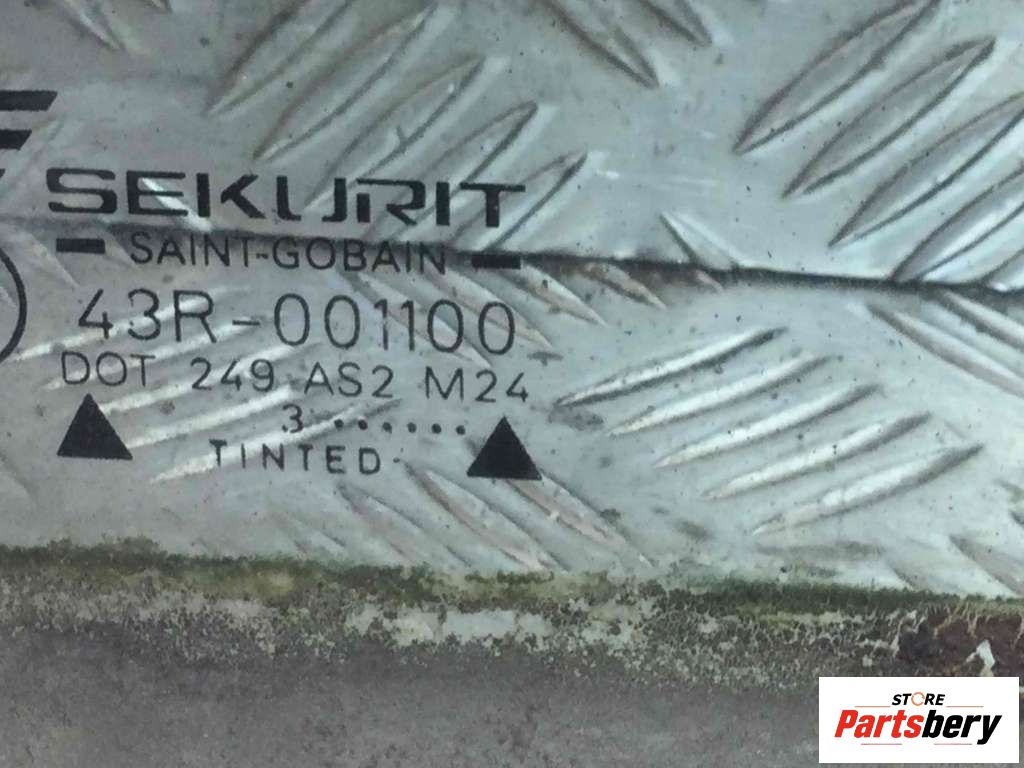 SEKURIT
SAINT-GOBAIN
43R-001100
DOT 249 AS2 M24
3.......
TINTED
STORE
Partsbery